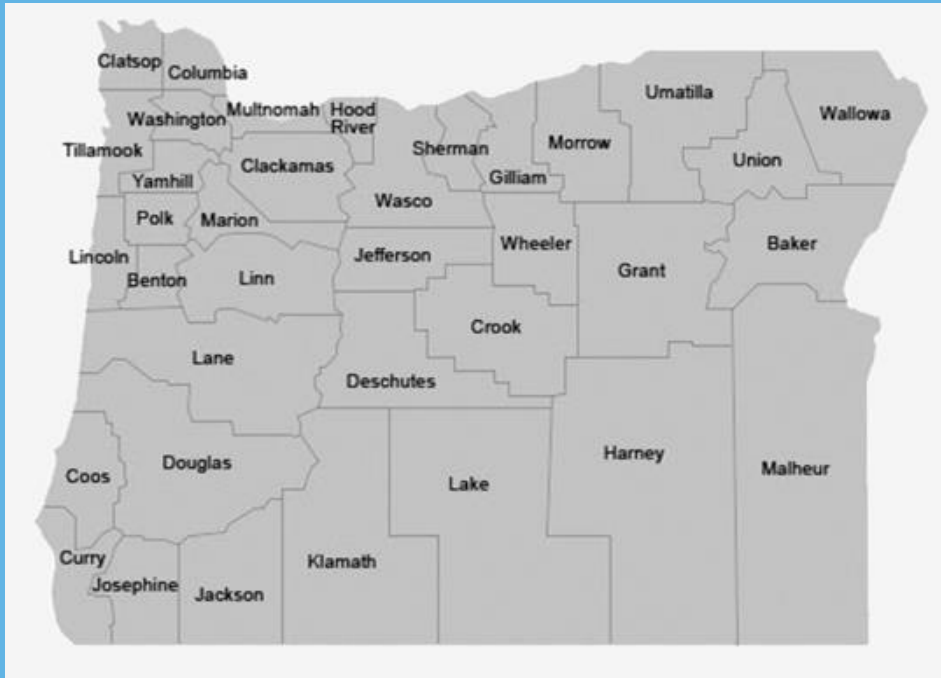 Clatsop
Columbia
Washington
Multnomah
Hood
River
Umatilla
Wallowa
Tillamook
Yamhill
Clackamas
Sherman
Gilliam
Morrow
Union
Polk
Marion
Wasco
Lincoln
Benton
Linn
Jefferson
Wheeler
Grant
Baker
Lane
Deschutes
Crook
Coos
Douglas
Lake
Harney
Malheur
Curry
Josephine
Jackson
Klamath